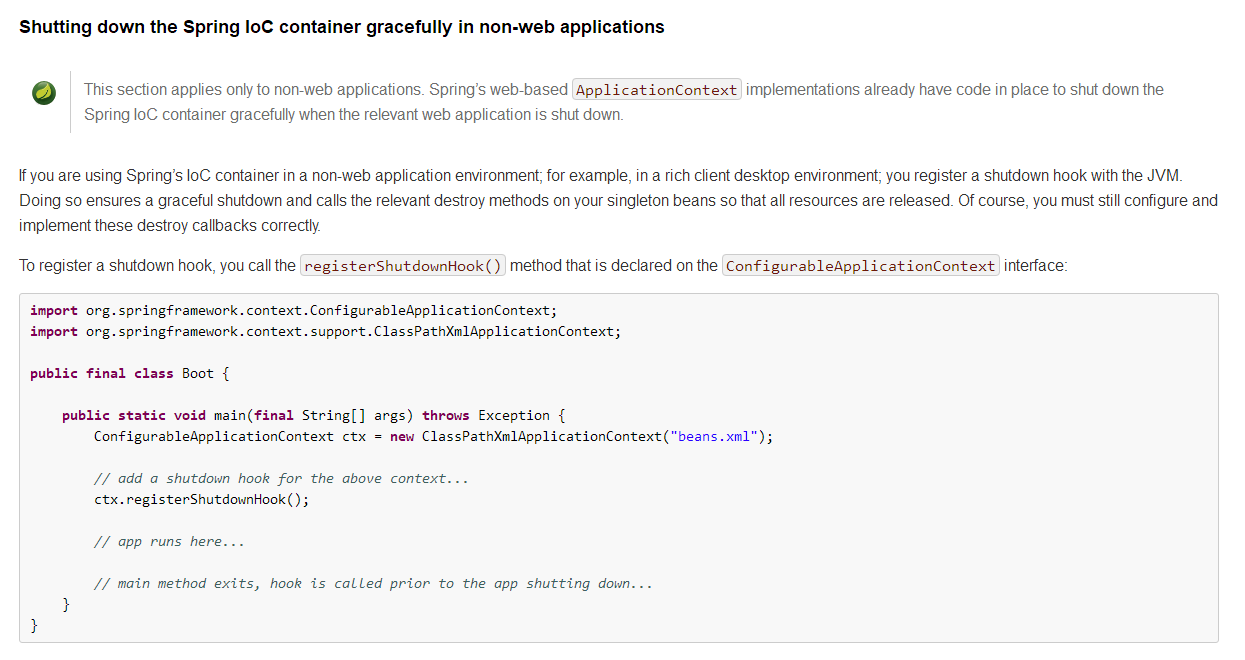 Shutting down the Spring IoC container gracefully in non-web applications
This section applies only to non-web applications. Spring’s web-based ApplicationContext implementations already have code in place to shut down the
Spring IoC container gracefully when the relevant web application is shut down.
If you are using Spring’s IoC container in a non-web application environment; for example, in a rich client desktop environment; you register a shutdown hook with the JVM.
Doing so ensures a graceful shutdown and calls the relevant destroy methods on your singleton beans so that all resources are released. Of course, you must still configure and
implement these destroy callbacks correctly.
To register a shutdown hook, you call the registerShutdownHook() method that is declared on the ConfigurableApplicationContext interface:
import org.springframework.context.ConfigurableApplicationContext;
import org.springframework.context.support.ClassPathXmlApplicationContext;
public final class Boot {
    public static void main(final String[] args) throws Exception {
        ConfigurableApplicationContext ctx = new ClassPathXmlApplicationContext("beans.xml");
        // add a shutdown hook for the above context...
        ctx.registerShutdownHook();
        // app runs here...
        // main method exits, hook is called prior to the app shutting down...
    }
}